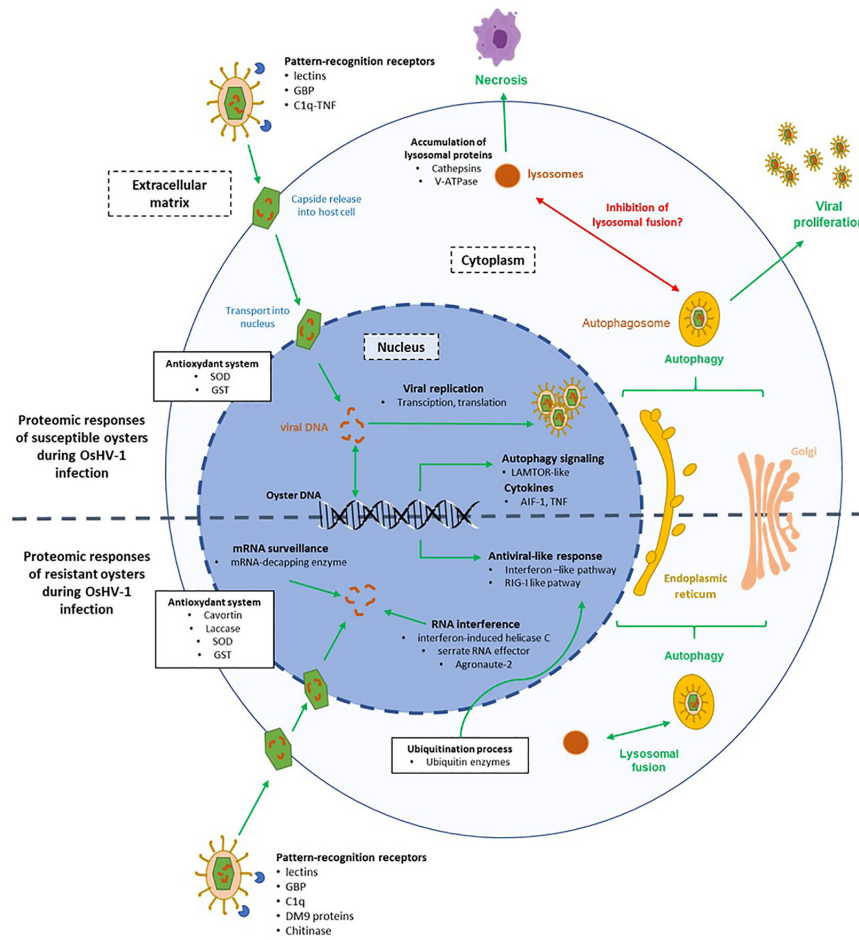 Pattern-recognition receptors
• lectins
• GBP
• C1q-TNF
Necrosis
Accumulation of
lysosomal proteins
• Cathepsins
• V-ATPase
lysosomes
Extracellular
matrix
Capside release
into host cell
Inhibition of
lysosomal fusion?
Viral
proliferation
Cytoplasm
Transport into
nucleus
Autophagosome
Nucleus
Autophagy
Antioxydant system
• SOD
• GST
Viral replication
• Transciption, translation
Proteomic responses
of susceptible oysters
during OsHV-1
infection
viral DNA
Autophagy signaling
• LAMTOR-like
Cytokines
• AIF-1, TNF
Golgi
Oyster DNA
Proteomic responses
of resistant oysters
during OsHV-1
infection
mRNA surveillance
• mRNA-decapping enzyme
Antiviral-like response
• Interferon –like pathway
• RIG-I like patway
Endoplasmic
reticum
Antioxydant system
• Cavortin
• Laccase
• SOD
• GST
RNA interference
• interferon-induced helicase C
• serrate RNA effector
• Agronaute-2
Autophagy
Ubiquitination process
• Ubiquitin enzymes
Lysosomal
fusion
Pattern-recognition receptors
• lectins
• GBP
• C1q
• DM9 proteins
• Chitinase